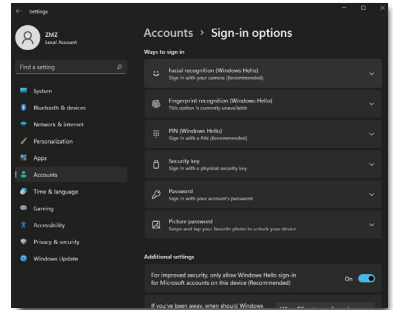 Settings
ZMZ
Local Account
Find a setting
System
Bluetooth & devices
Network & internet
Personalization
Apps
Accounts
Time & language
Gaming
Accessibility
Privacy & security
Windows Update
Accounts > Sign-in options
Ways to sign in
Facial recognition (Windows Hello)
Sign in with your camera (Recommended)
Fingerprint recognition (Windows Hello)
This option is currently unavailable
PIN (Windows Hello)
Sign in with a PIN (Recommended)
Security key
Sign in with a physical security key
Password
Sign in with your account's password
Picture password
Swipe and tap your favorite photo to unlock your device
Additional settings
For improved security, only allow Windows Hello sign-in
for Microsoft accounts on this device (Recommended)
On
If you've been away, when should Windows